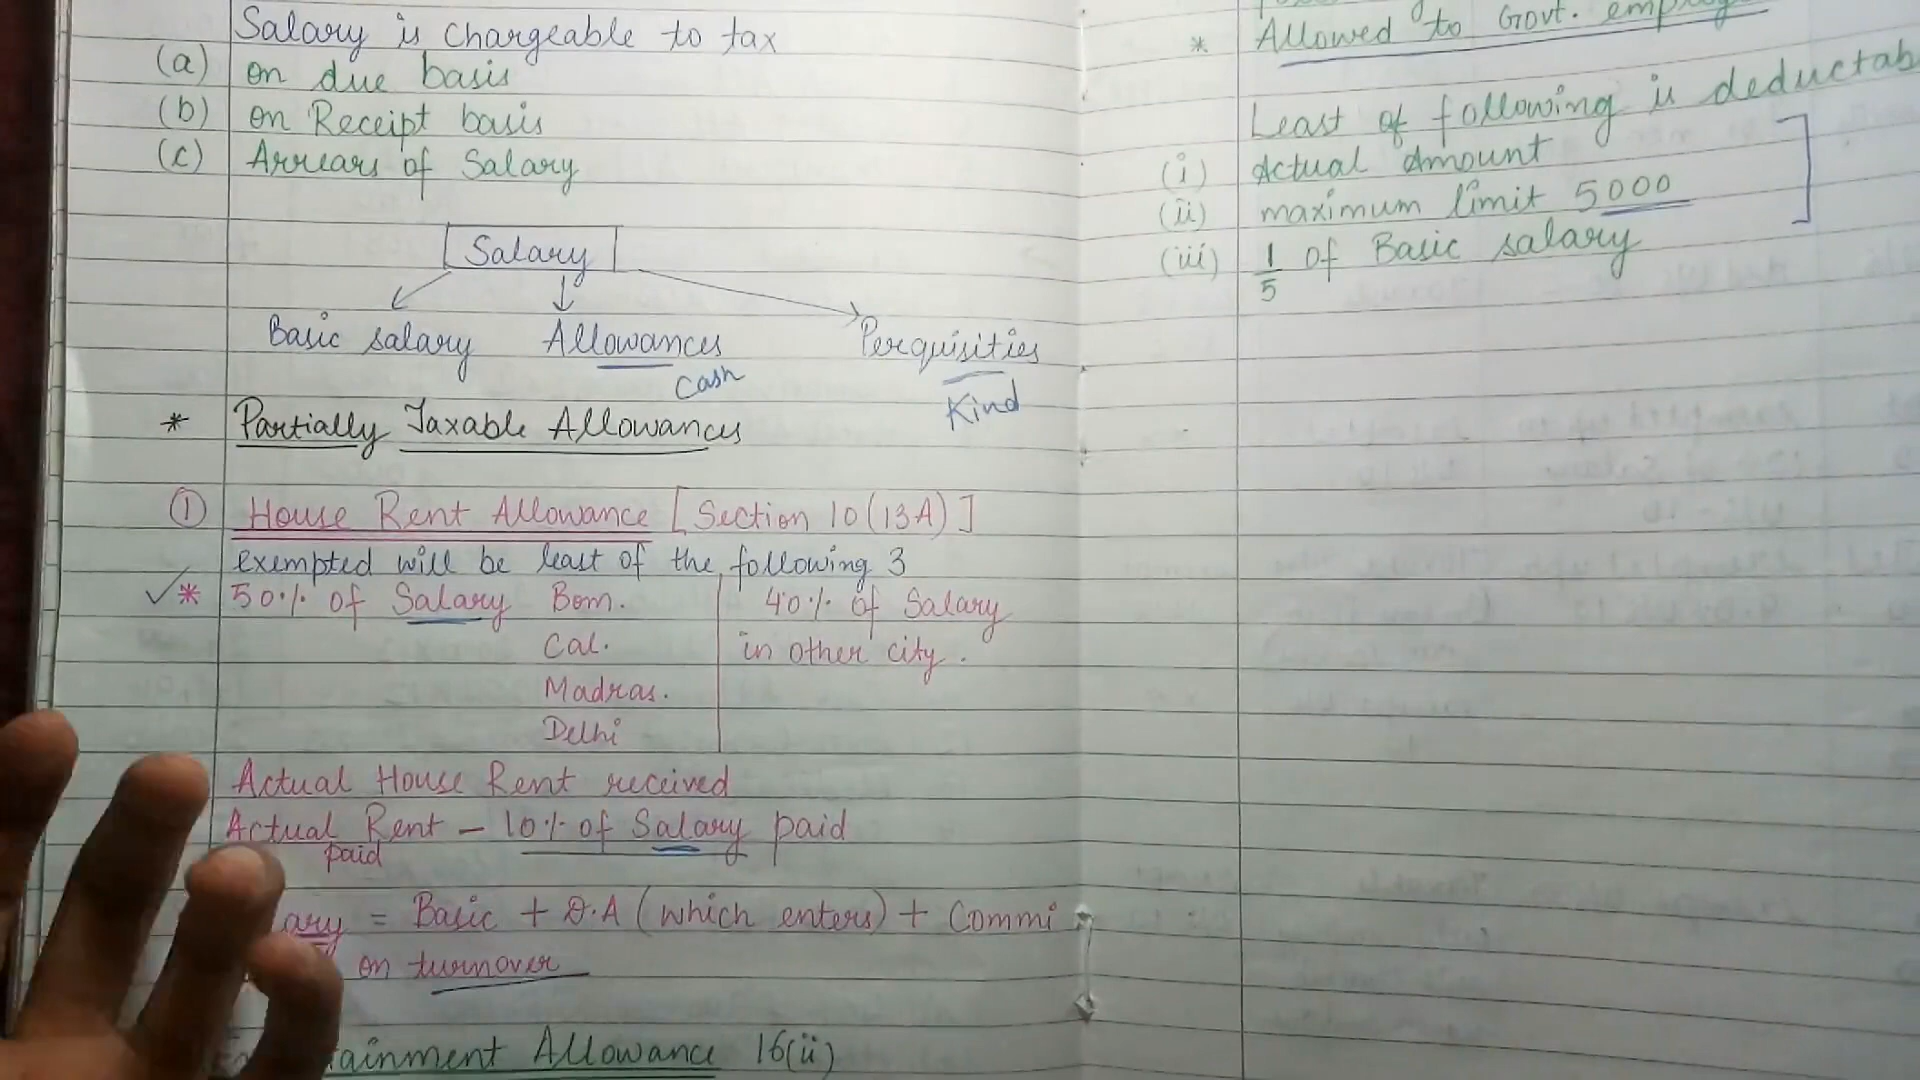 Salary is chargeable to tax
(a) on due basis
(b) on Receipt basis
(c) Arrears of Salary
Salary
Basic salary Allowances Perquisities
Cash Kind
* Partially Taxable Allowances
① House Rent Allowance [Section 10(13A)]
exempted will be least of the following 3
✓* 50% of Salary Bom. 40% of Salary
Cal. in other city.
Madras.
Delhi
Actual House Rent received
Actual Rent – 10% of Salary paid
paid
ary = Basic + D.A (which enters) + Commi
on turnover
ainment Allowance 16(ii)
* Allowed to Govt.
Least of following is deductab
(i) Actual amount
(ii) maximum limit 5000
(iii) 1/5 of Basic salary